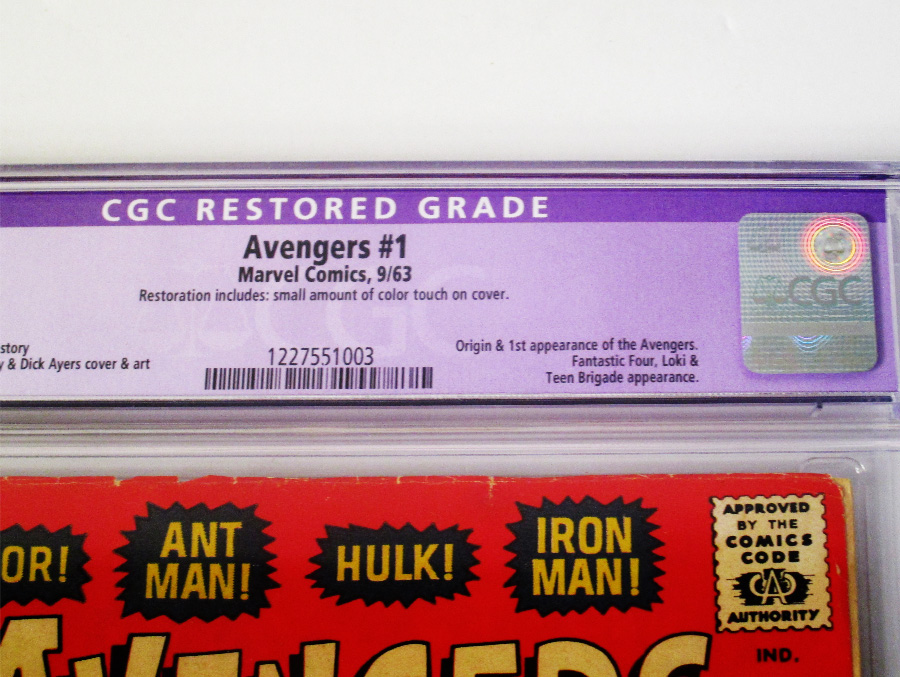 CGC RESTORED GRADE
Avengers #1
Marvel Comics, 9/63
Restoration includes: small amount of color touch on cover.
story
y & Dick Ayers cover & art
1227551003
Origin & 1st appearance of the Avengers.
Fantastic Four, Loki &
Teen Brigade appearance.
CGC
CGC
OR!
ANT
MAN!
HULK!
IRON
MAN!
APPROVED
BY THE
COMICS
CODE
CA
AUTHORITY
IND.
AVENGERS